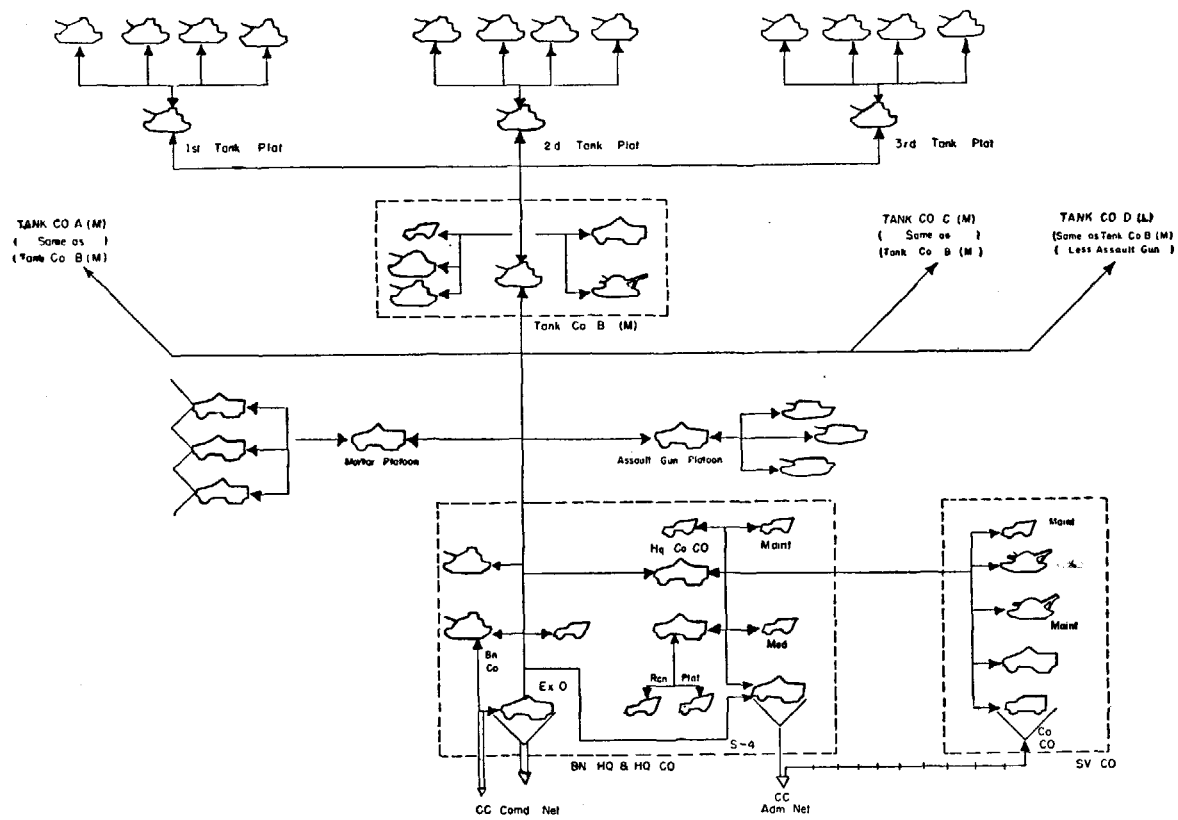 1st Tank Plat
2d Tank Plat
3rd Tank Plat
TANK CO A (M)
( Same as )
(Tank Co B (M)
TANK CO C (M)
( Same as )
(Tank Co B (M)
TANK CO D (L)
(Same as Tank Co B (M)
( Less Assault Gun )
Tank Co B (M)
Mortar Platoon
Assault Gun Platoon
Hq Co CO
Maint
Maint
Maint
Bn
Co
Med
Rcn Plat
Ex O
S-4
Co
CO
BN HQ & HQ CO
SV CO
CC Comd Net
CC
Adm Net